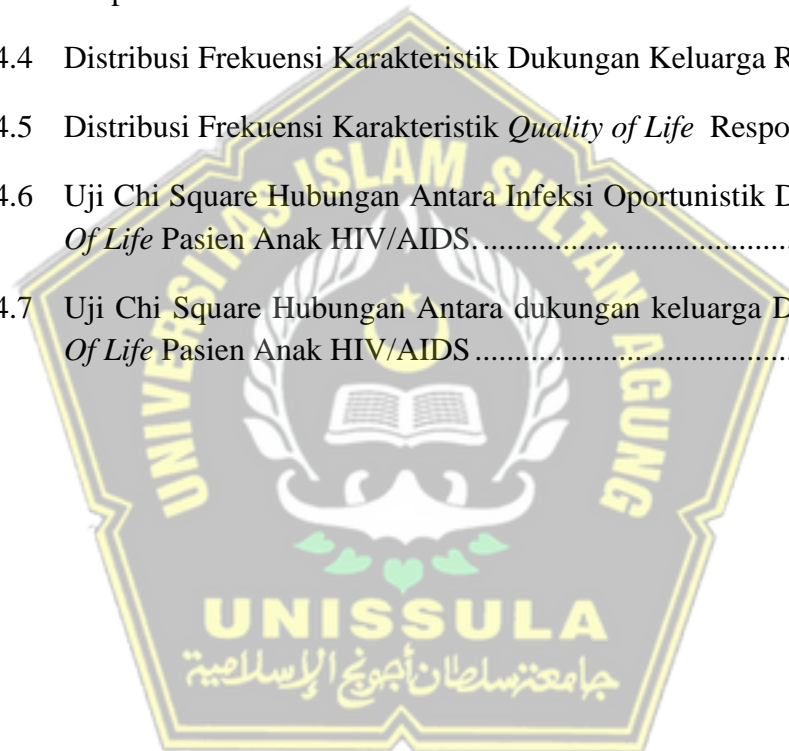 4.4 Distribusi Frekuensi Karakteristik Dukungan Keluarga R
4.5 Distribusi Frekuensi Karakteristik Quality of Life Respo
4.6 Uji Chi Square Hubungan Antara Infeksi Oportunistik D
Of Life Pasien Anak HIV/AIDS..................................
4.7 Uji Chi Square Hubungan Antara dukungan keluarga D
Of Life Pasien Anak HIV/AIDS...................................
UNIVERSITAS ISLAM SULTAN AGUNG
UNISSULA
جامعة سلطان أجونج الإسلامية